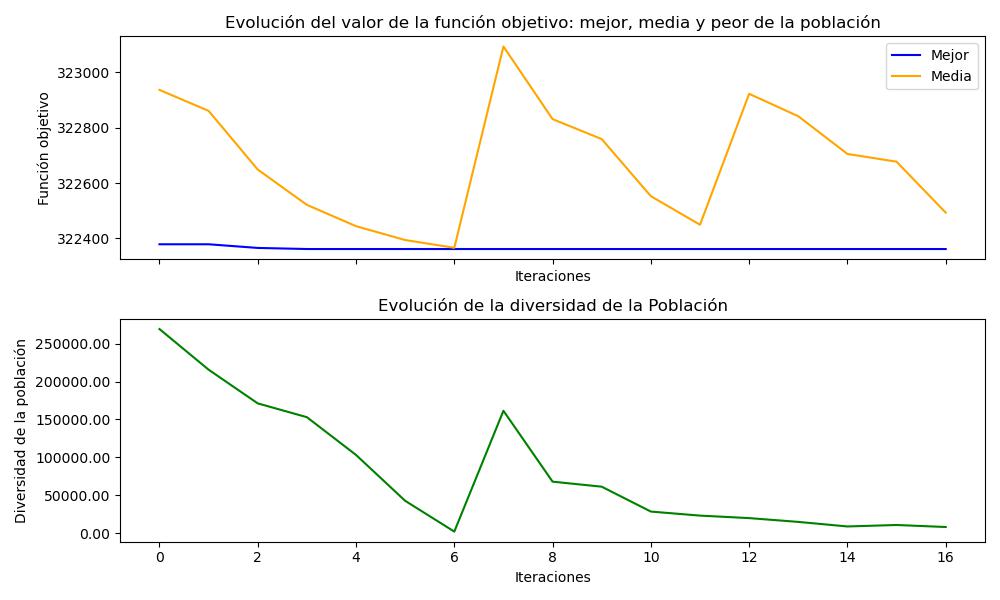 Evolución del valor de la función objetivo: mejor, media y peor de la población
Función objetivo
323000
322800
322600
322400
Mejor
Media
Iteraciones
Evolución de la diversidad de la Población
Diversidad de la población
250000.00
200000.00
150000.00
100000.00
50000.00
0.00
0 2 4 6 8 10 12 14 16
Iteraciones